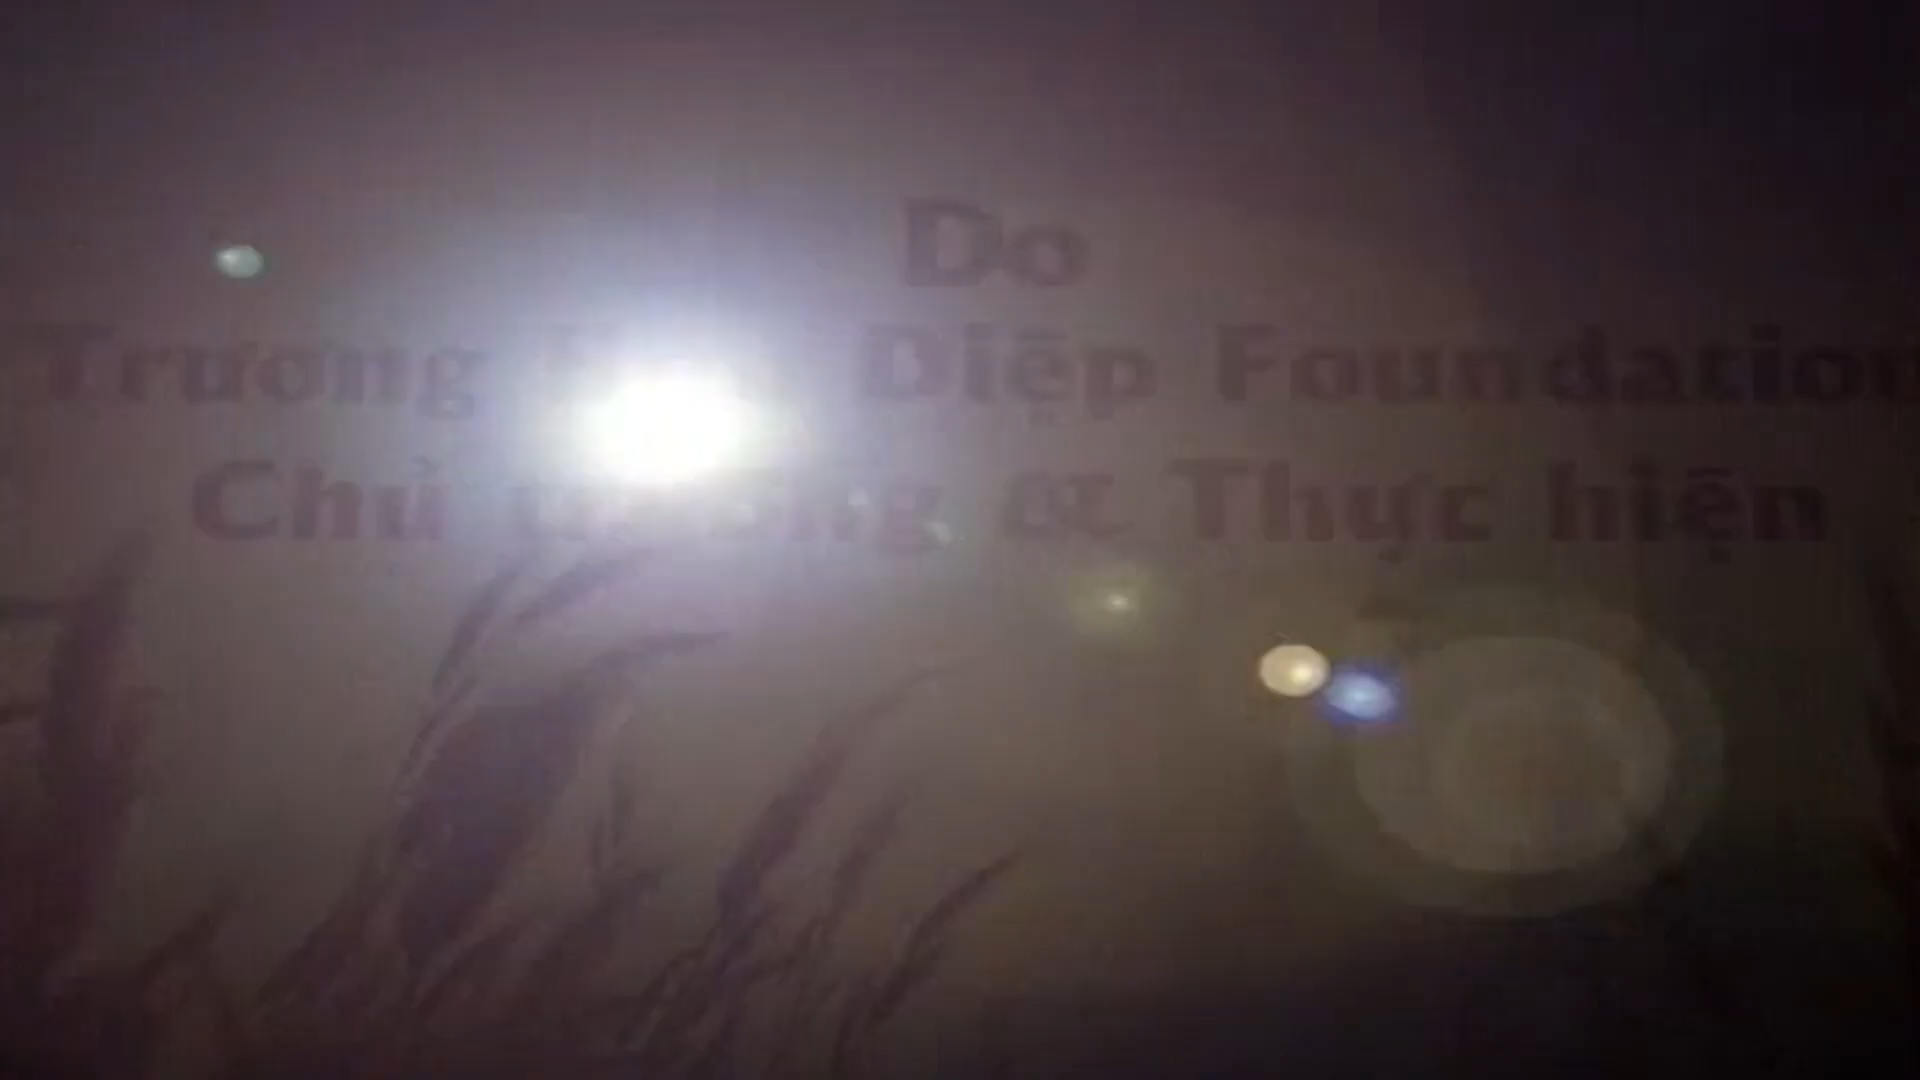 Do
Trương Diệp Foundation
Chủ & Thực hiện